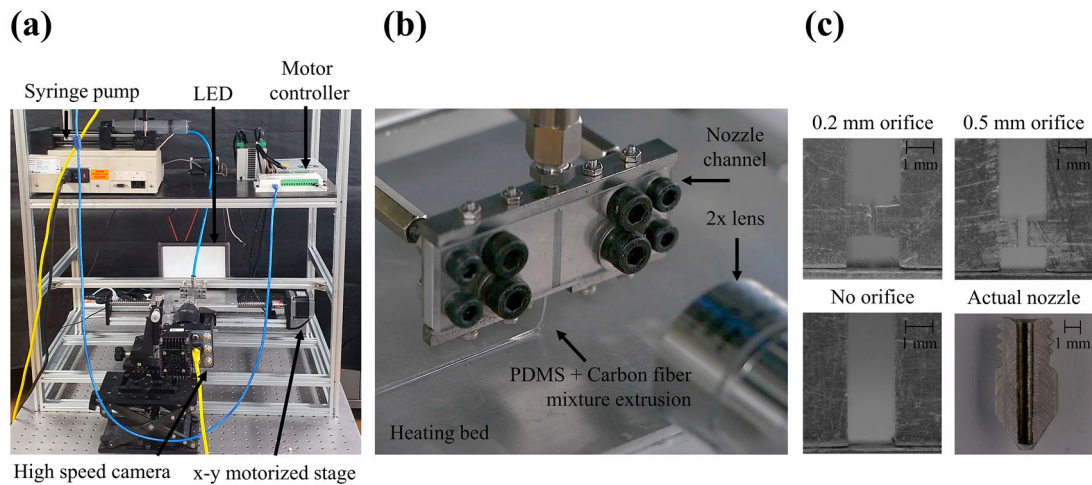 (a)
Syringe pump
LED
Motor
controller
High speed camera
x-y motorized stage
(b)
Nozzle
channel
2x lens
PDMS + Carbon fiber
mixture extrusion
Heating bed
(c)
0.2 mm orifice
1 mm
0.5 mm orifice
1 mm
No orifice
1 mm
Actual nozzle
1 mm